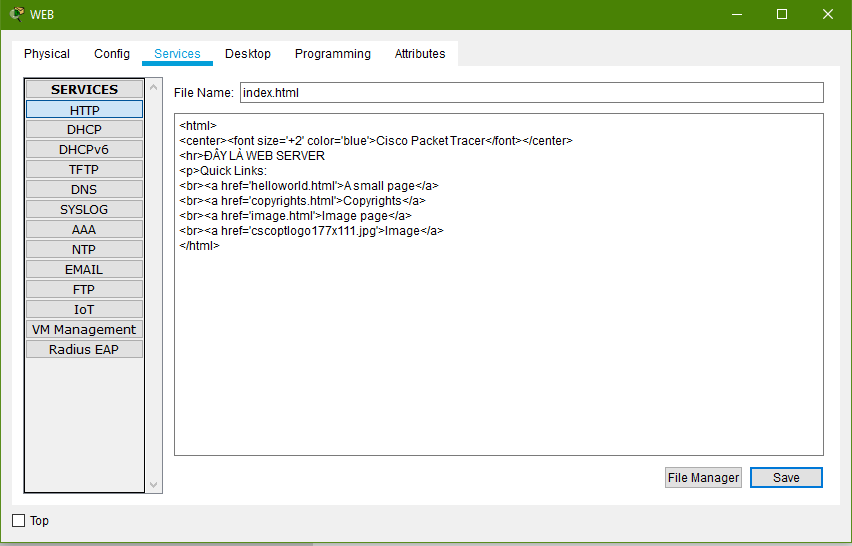 WEB
Physical Config Services Desktop Programming Attributes
SERVICES
HTTP
DHCP
DHCPv6
TFTP
DNS
SYSLOG
AAA
NTP
EMAIL
FTP
IoT
VM Management
Radius EAP
File Name: index.html
<html>
<center><font size='+2' color='blue'>Cisco Packet Tracer</font></center>
<hr>ĐÂY LÀ WEB SERVER
<p>Quick Links:
<br><a href='helloworld.html'>A small page</a>
<br><a href='copyrights.html'>Copyrights</a>
<br><a href='image.html'>Image page</a>
<br><a href='cscoptlogo177x111.jpg'>Image</a>
</html>
File Manager Save
Top